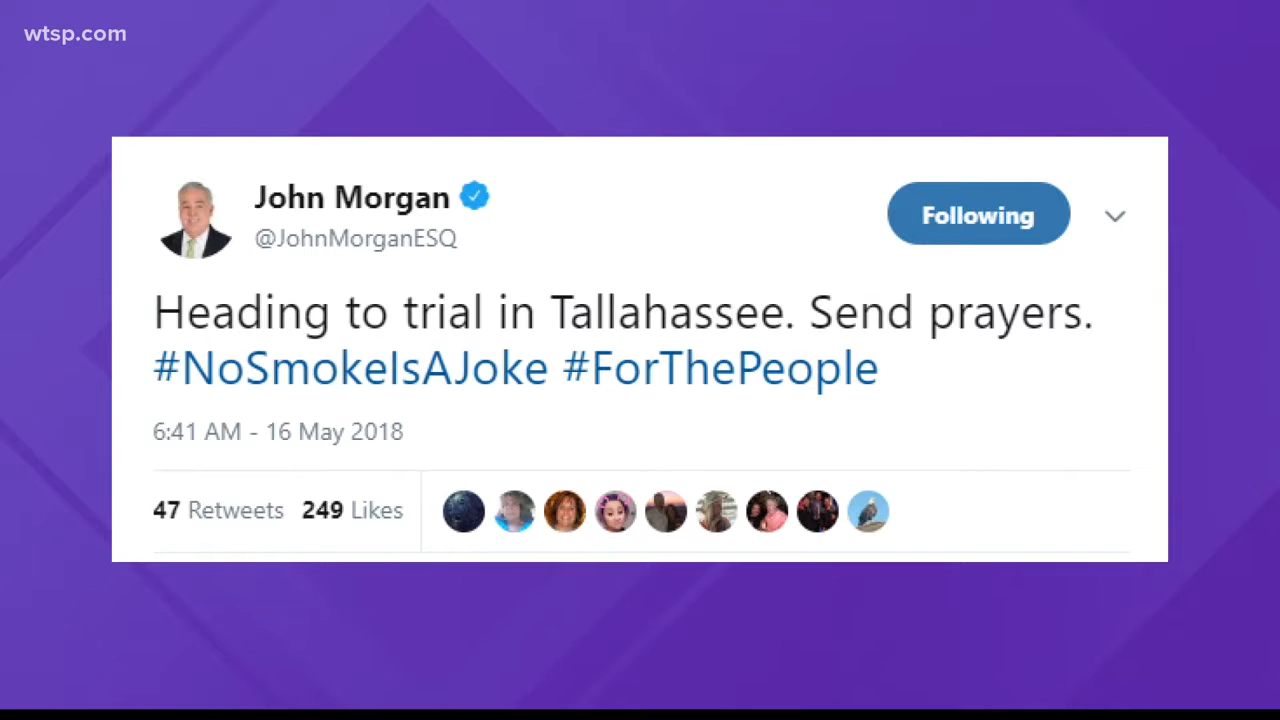 wtsp.com
John Morgan
@JohnMorganESQ
Following
Heading to trial in Tallahassee. Send prayers.
#NoSmokeIsAJoke #ForThePeople
6:41 AM - 16 May 2018
47 Retweets 249 Likes